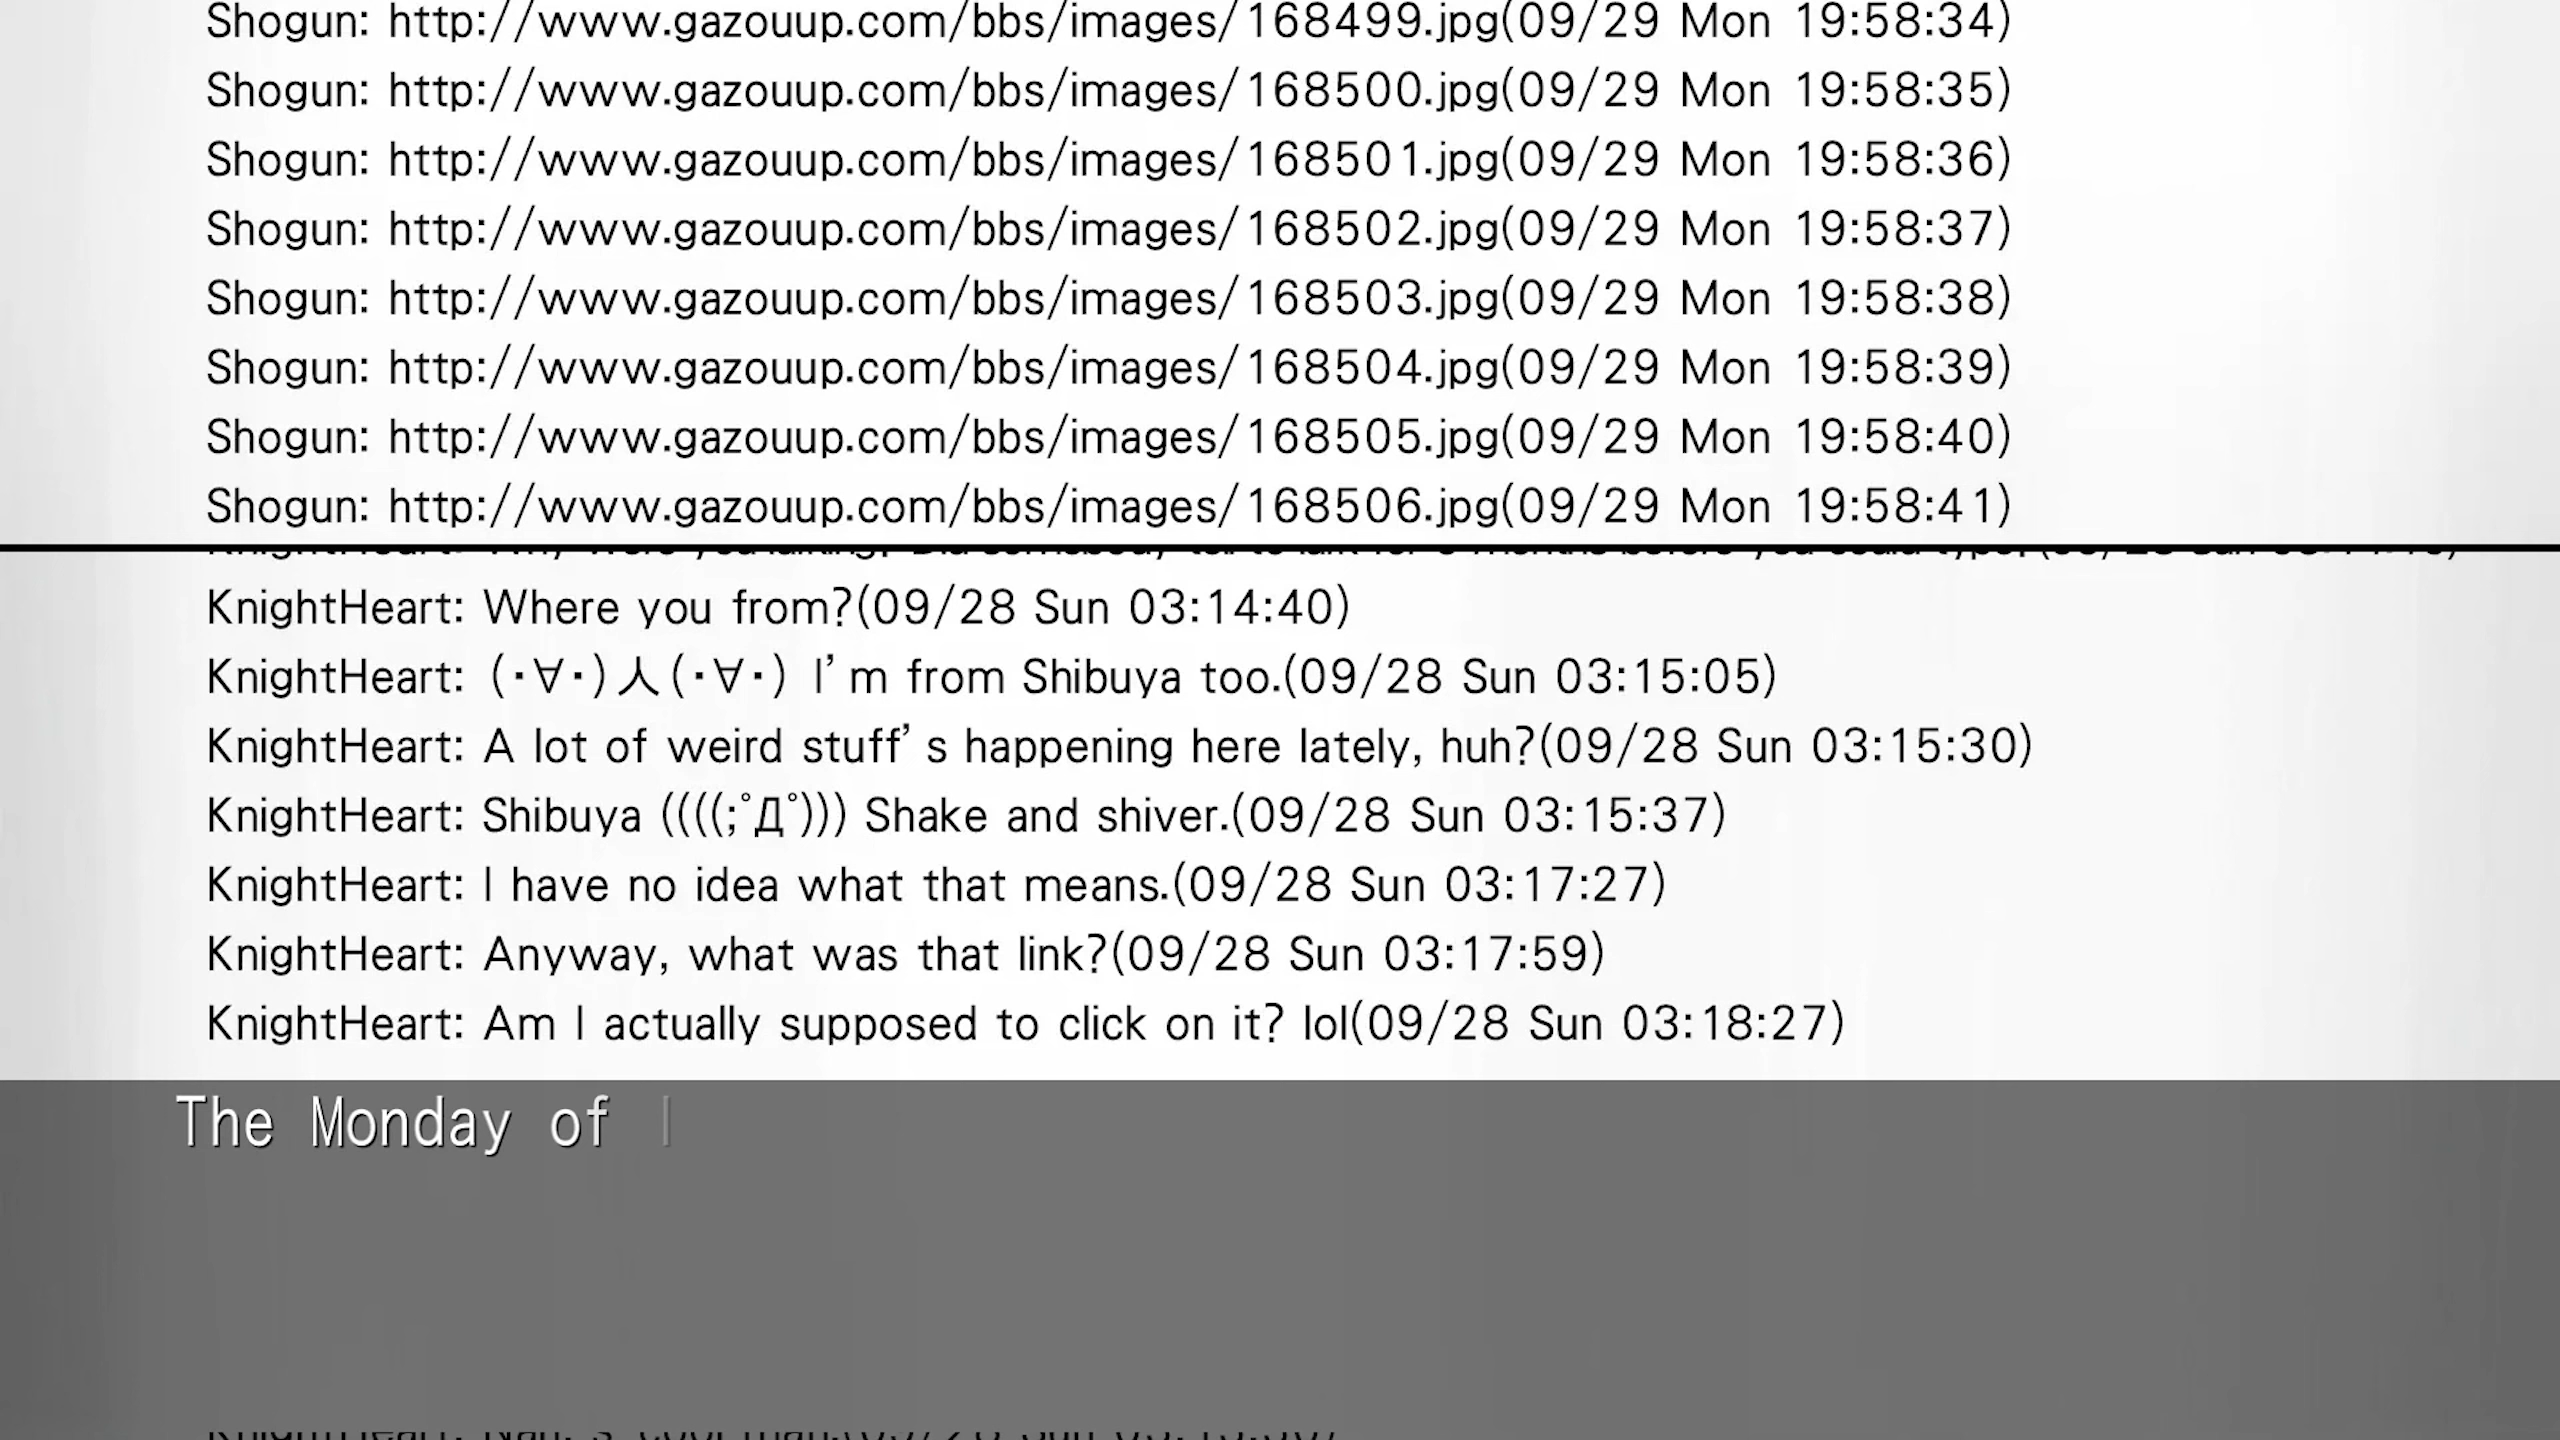 Shogun: http://www.gazouup.com/bbs/images/168499.jpg(09/29 Mon 19:58:34)
Shogun: http://www.gazouup.com/bbs/images/168500.jpg(09/29 Mon 19:58:35)
Shogun: http://www.gazouup.com/bbs/images/168501.jpg(09/29 Mon 19:58:36)
Shogun: http://www.gazouup.com/bbs/images/168502.jpg(09/29 Mon 19:58:37)
Shogun: http://www.gazouup.com/bbs/images/168503.jpg(09/29 Mon 19:58:38)
Shogun: http://www.gazouup.com/bbs/images/168504.jpg(09/29 Mon 19:58:39)
Shogun: http://www.gazouup.com/bbs/images/168505.jpg(09/29 Mon 19:58:40)
Shogun: http://www.gazouup.com/bbs/images/168506.jpg(09/29 Mon 19:58:41)
KnightHeart: Where you from?(09/28 Sun 03:14:40)
KnightHeart: (・∀・)人(・∀・) I’m from Shibuya too.(09/28 Sun 03:15:05)
KnightHeart: A lot of weird stuff’s happening here lately, huh?(09/28 Sun 03:15:30)
KnightHeart: Shibuya ((((;゚Д゚))) Shake and shiver.(09/28 Sun 03:15:37)
KnightHeart: I have no idea what that means.(09/28 Sun 03:17:27)
KnightHeart: Anyway, what was that link?(09/28 Sun 03:17:59)
KnightHeart: Am I actually supposed to click on it? lol(09/28 Sun 03:18:27)
The Monday of